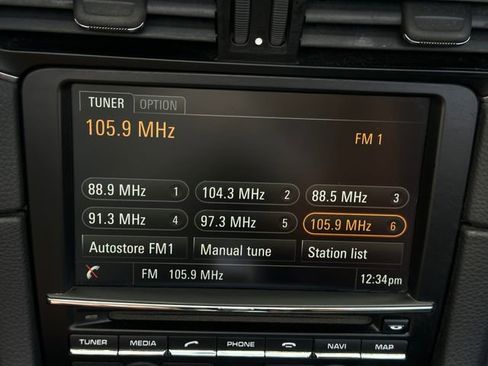 TUNER OPTION
105.9 MHz FM 1
88.9 MHz 1 104.3 MHz 2 88.5 MHz 3
91.3 MHz 4 97.3 MHz 5 105.9 MHz 6
Autostore FM1 Manual tune Station list
FM 105.9 MHz 12:34pm
TUNER MEDIA PHONE NAVI MAP